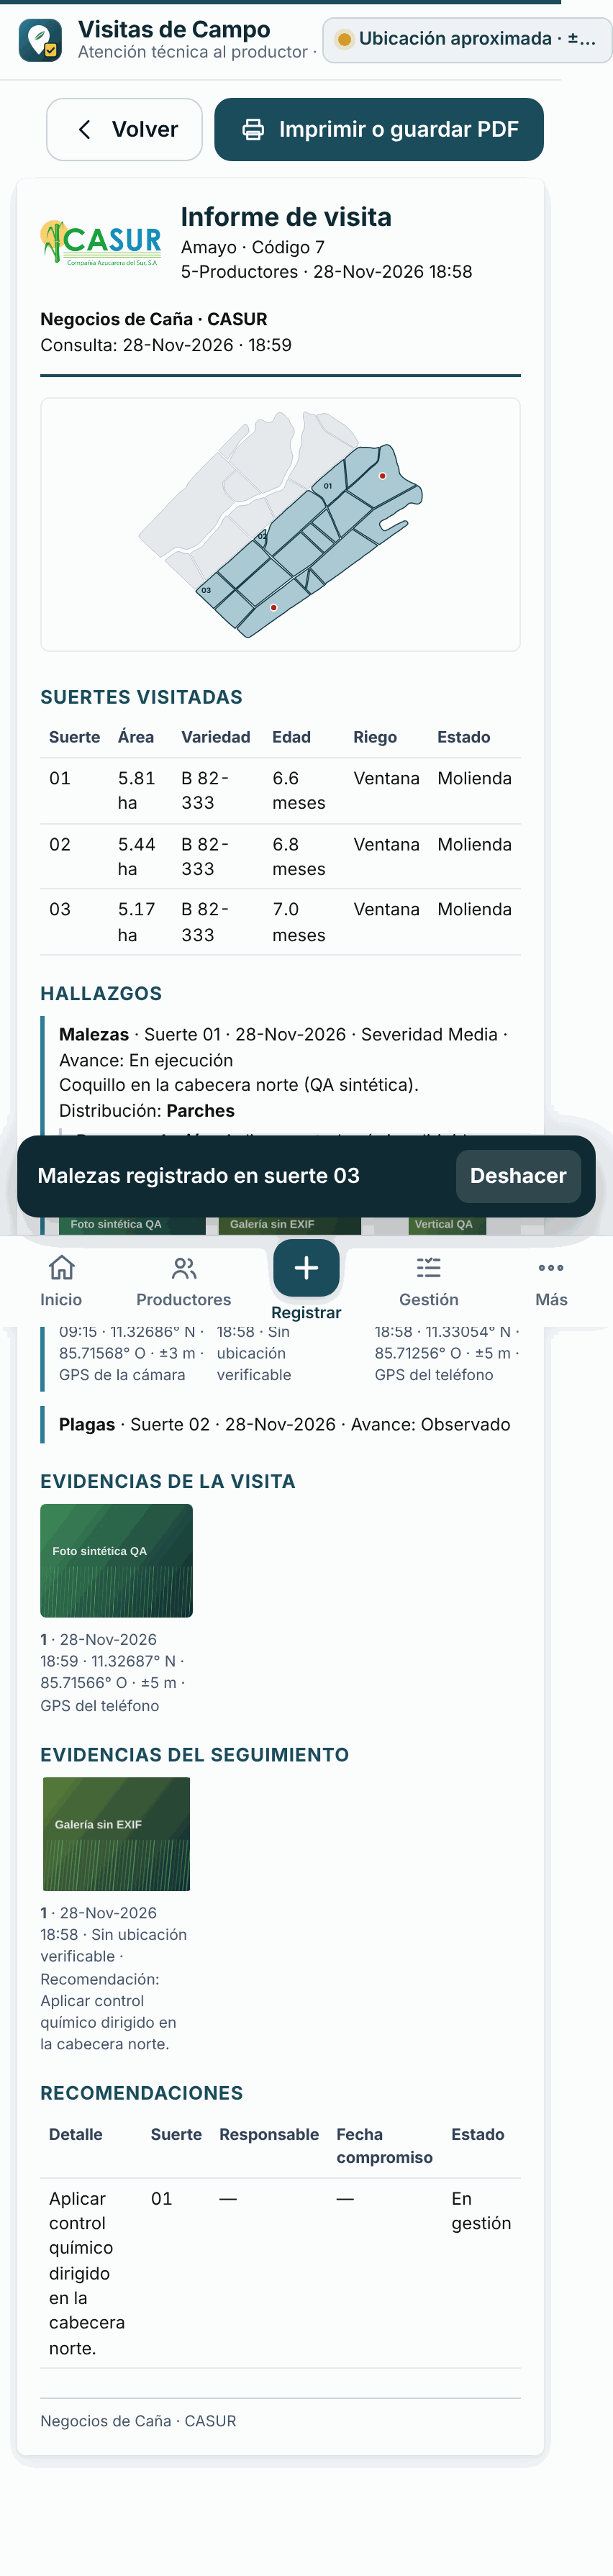 Visitas de Campo
Atención técnica al productor ·
Ubicación aproximada · ±...
Volver
Imprimir o guardar PDF
CASUR
Compañía Azucarera del Sur, S.A
Informe de visita
Amayo · Código 7
5-Productores · 28-Nov-2026 18:58
Negocios de Caña · CASUR
Consulta: 28-Nov-2026 · 18:59
01
02
03
SUERTES VISITADAS
Suerte Área Variedad Edad Riego Estado
01 5.81 ha B 82-333 6.6 meses Ventana Molienda
02 5.44 ha B 82-333 6.8 meses Ventana Molienda
03 5.17 ha B 82-333 7.0 meses Ventana Molienda
HALLAZGOS
Malezas · Suerte 01 · 28-Nov-2026 · Severidad Media ·
Avance: En ejecución
Coquillo en la cabecera norte (QA sintética).
Distribución: Parches
Malezas registrado en suerte 03
Deshacer
Foto sintética QA
Galería sin EXIF
Vertical QA
Inicio
Productores
Registrar
Gestión
Más
09:15 · 11.32686° N ·
85.71568° O · ±3 m ·
GPS de la cámara
18:58 · Sin
ubicación
verificable
18:58 · 11.33054° N ·
85.71256° O · ±5 m ·
GPS del teléfono
Plagas · Suerte 02 · 28-Nov-2026 · Avance: Observado
EVIDENCIAS DE LA VISITA
Foto sintética QA
1 · 28-Nov-2026
18:59 · 11.32687° N ·
85.71566° O · ±5 m ·
GPS del teléfono
EVIDENCIAS DEL SEGUIMIENTO
Galería sin EXIF
1 · 28-Nov-2026
18:58 · Sin ubicación
verificable ·
Recomendación:
Aplicar control
químico dirigido en
la cabecera norte.
RECOMENDACIONES
Detalle Suerte Responsable Fecha compromiso Estado
Aplicar control químico dirigido en la cabecera norte. 01 — — En gestión
Negocios de Caña · CASUR